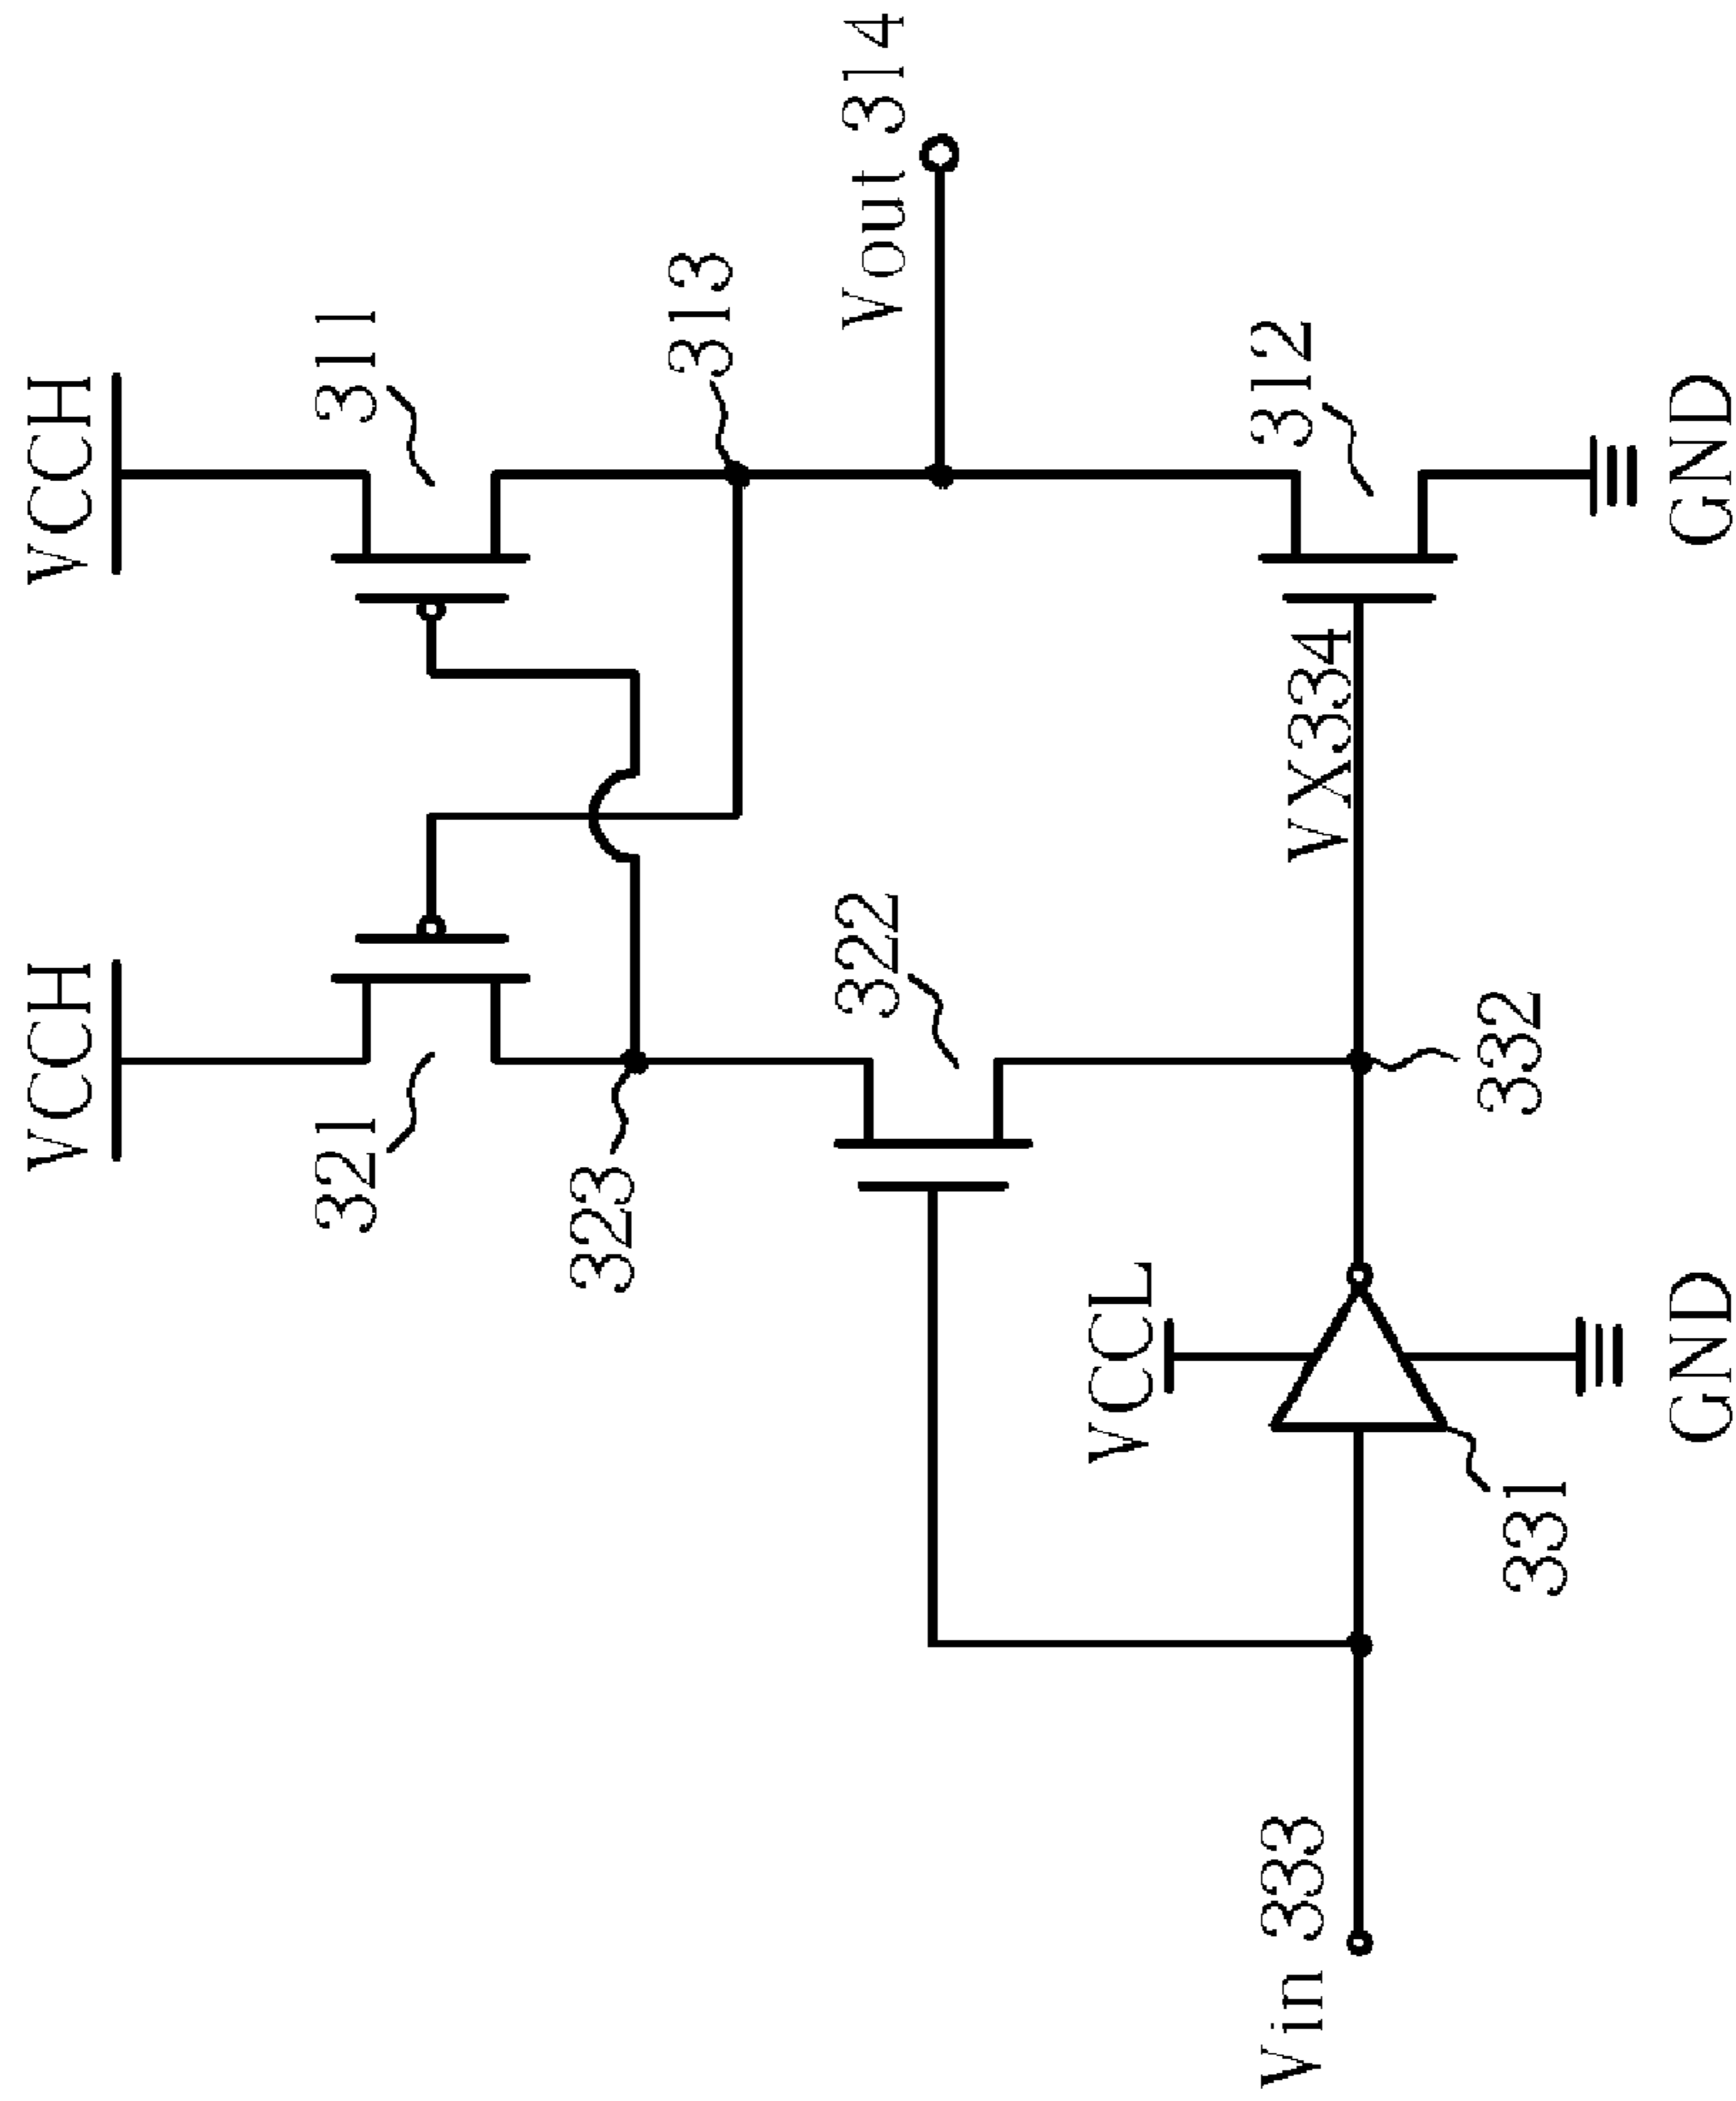 VCCH
VCCH
321
311
323
313
322
Vout 314
VCCL
VX334
312
Vin 333
331
332
GND
GND